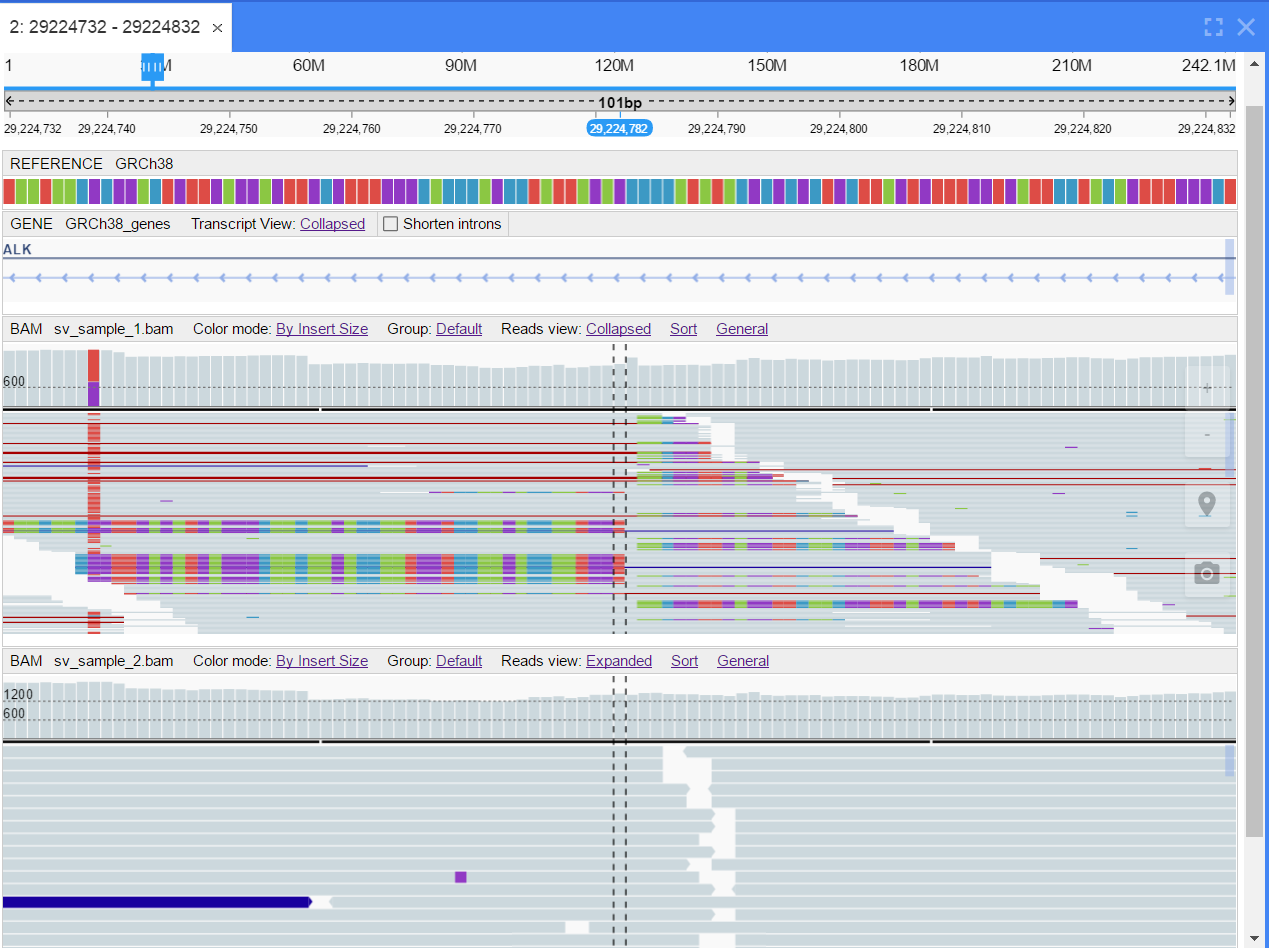 2: 29224732 - 29224832 ×
1 60M 90M 120M 150M 180M 210M 242.1M
101bp
29,224,732 29,224,740 29,224,750 29,224,760 29,224,770 29,224,782 29,224,790 29,224,800 29,224,810 29,224,820 29,224,832
REFERENCE GRCh38
GENE GRCh38_genes Transcript View: Collapsed Shorten introns
ALK
BAM sv_sample_1.bam Color mode: By Insert Size Group: Default Reads view: Collapsed Sort General
600
+
-
BAM sv_sample_2.bam Color mode: By Insert Size Group: Default Reads view: Expanded Sort General
1200
600